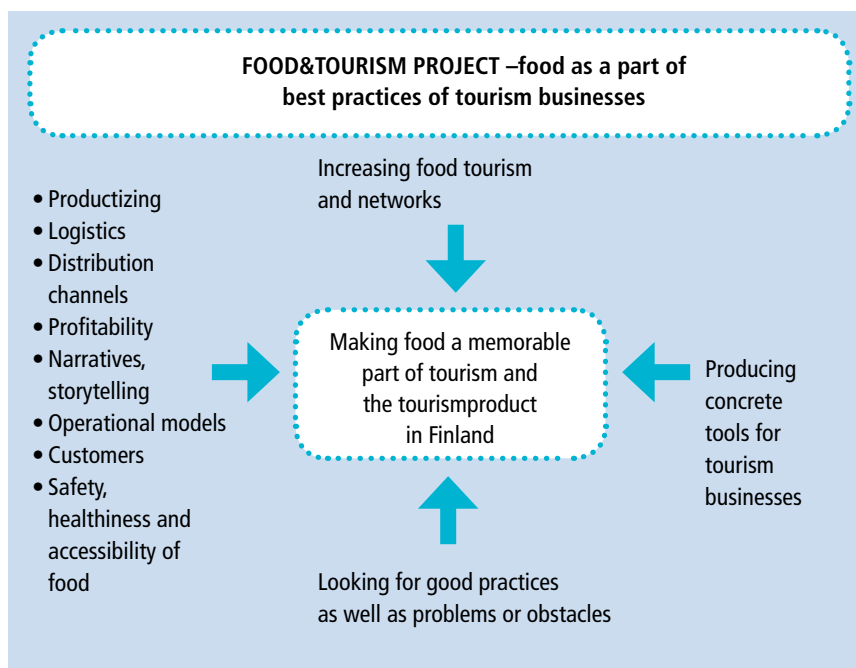 FOOD&TOURISM PROJECT –food as a part of
best practices of tourism businesses
Increasing food tourism
and networks
• Productizing
• Logistics
• Distribution
channels
• Profitability
• Narratives,
storytelling
• Operational models
• Customers
• Safety,
healthiness and
accessibility of
food
Making food a memorable
part of tourism and
the tourismproduct
in Finland
Producing
concrete
tools for
tourism
businesses
Looking for good practices
as well as problems or obstacles